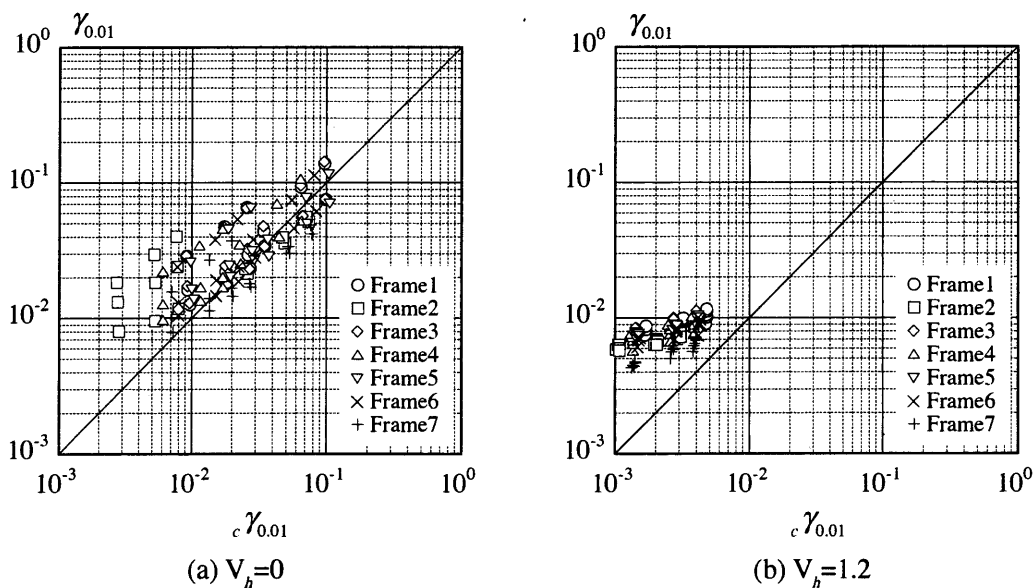 γ0.01
10^0
10^-1
10^-2
10^-3
10^-3 10^-2 10^-1 10^0
Frame1
Frame2
Frame3
Frame4
Frame5
Frame6
Frame7
cγ0.01
(a) Vh=0
γ0.01
10^0
10^-1
10^-2
10^-3
10^-3 10^-2 10^-1 10^0
Frame1
Frame2
Frame3
Frame4
Frame5
Frame6
Frame7
cγ0.01
(b) Vh=1.2